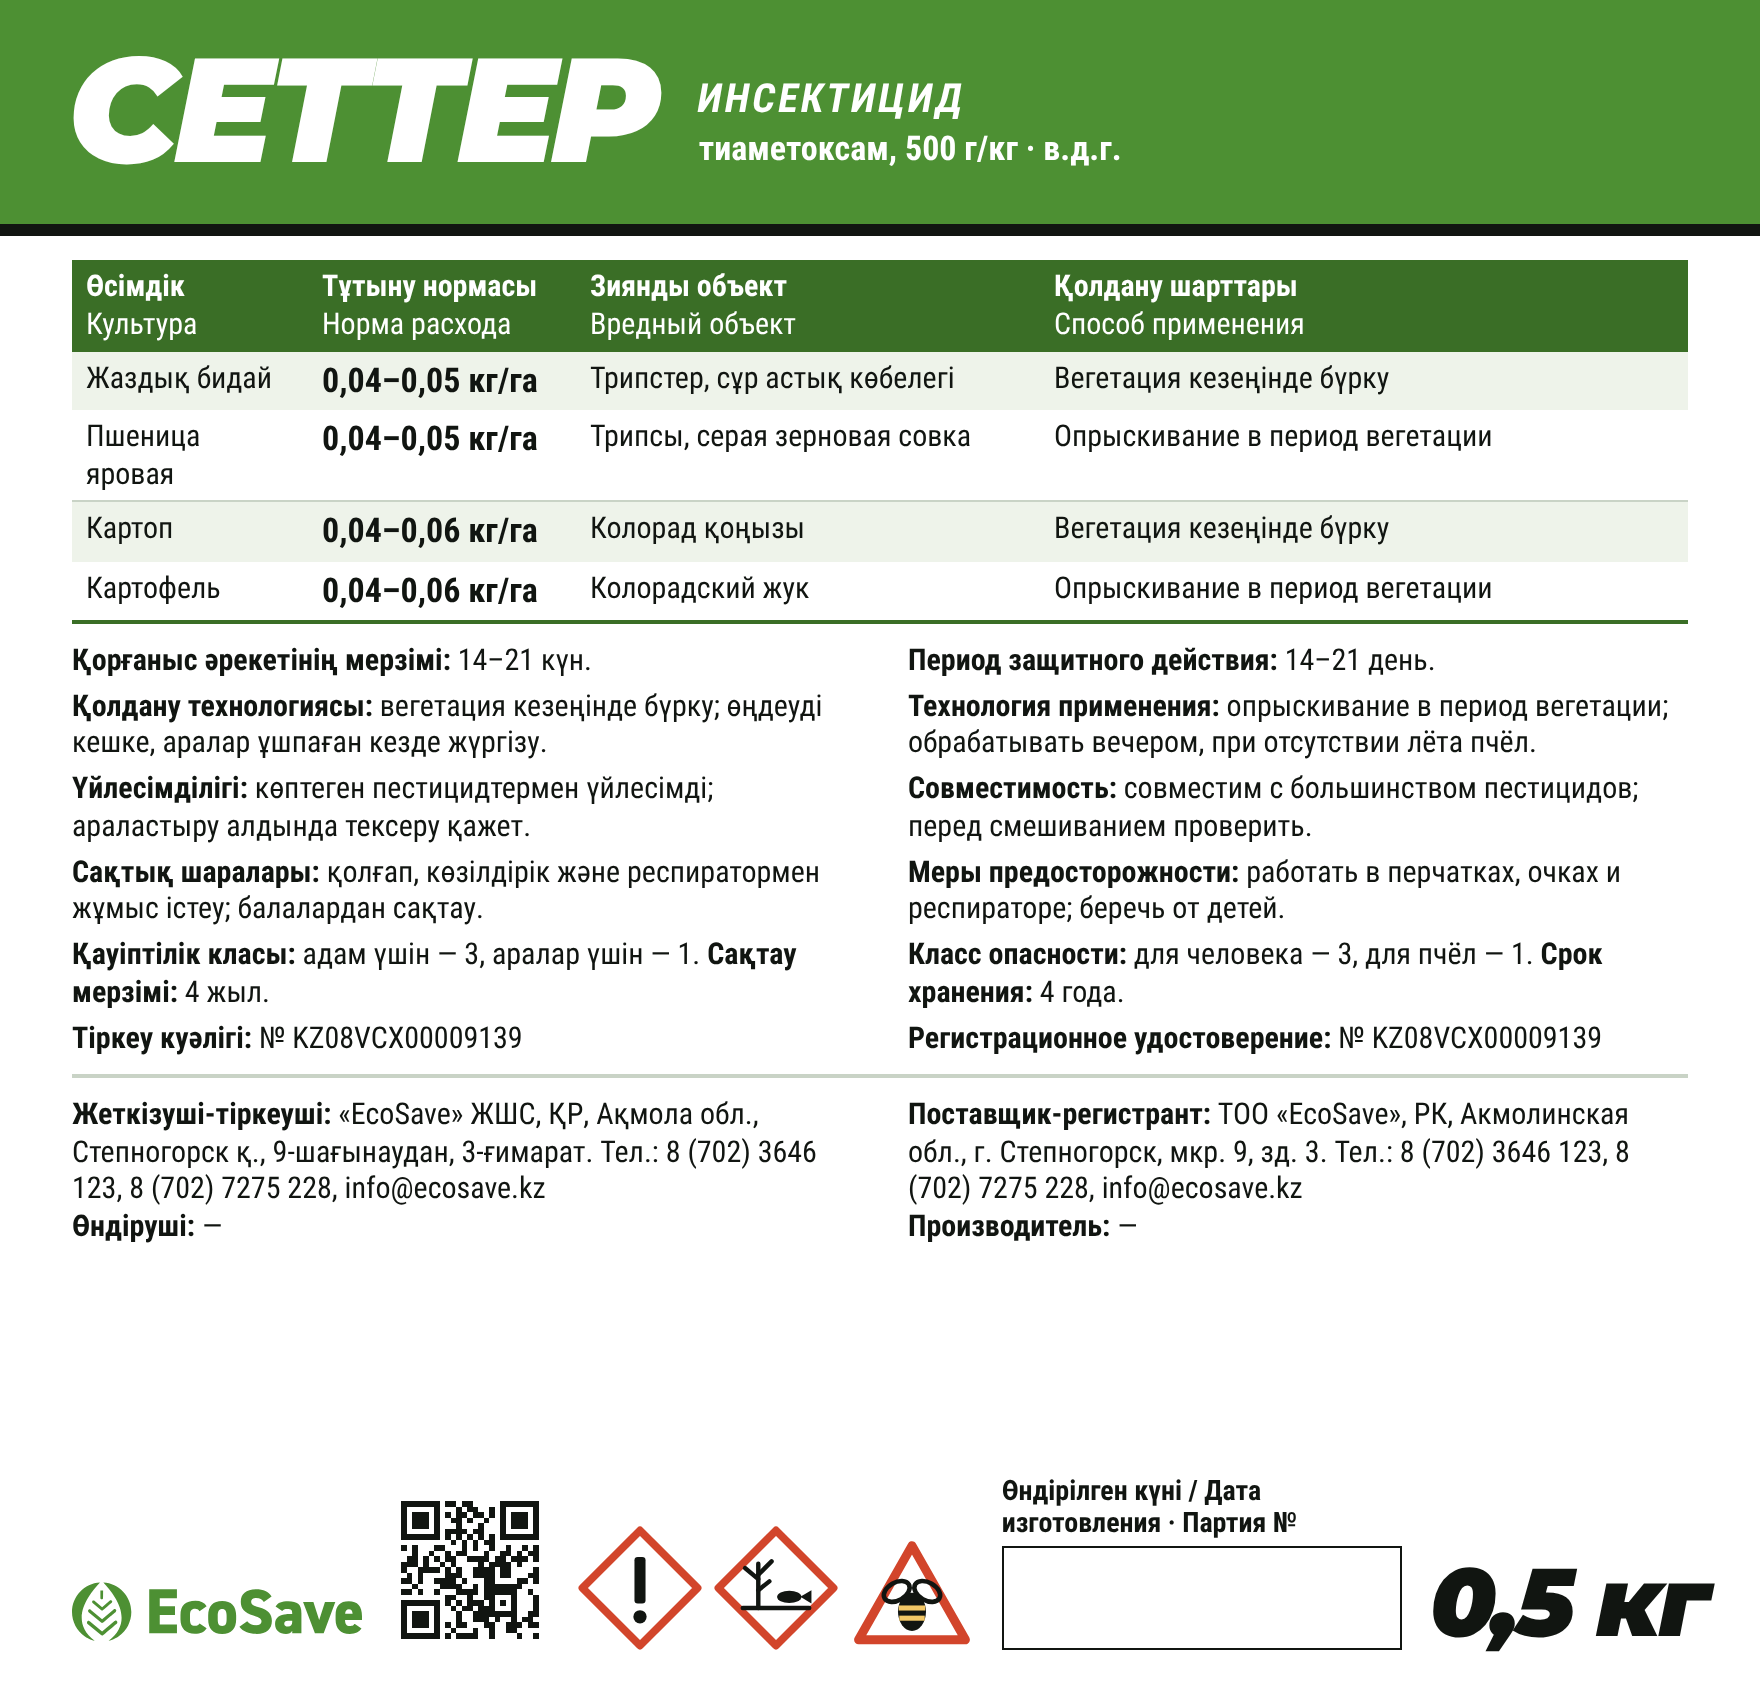 СЕТТЕР
ИНСЕКТИЦИД
тиаметоксам, 500 г/кг · в.д.г.
Өсімдік Тұтыну нормасы Зиянды объект Қолдану шарттары
Культура Норма расхода Вредный объект Способ применения
Жаздық бидай 0,04–0,05 кг/га Трипстер, сұр астық көбелегі Вегетация кезеңінде бүрку
Пшеница 0,04–0,05 кг/га Трипсы, серая зерновая совка Опрыскивание в период вегетации
яровая
Картоп 0,04–0,06 кг/га Колорад қоңызы Вегетация кезеңінде бүрку
Картофель 0,04–0,06 кг/га Колорадский жук Опрыскивание в период вегетации
Қорғаныс әрекетінің мерзімі: 14–21 күн.
Қолдану технологиясы: вегетация кезеңінде бүрку; өңдеуді
кешке, аралар ұшпаған кезде жүргізу.
Үйлесімділігі: көптеген пестицидтермен үйлесімді;
араластыру алдында тексеру қажет.
Сақтық шаралары: қолғап, көзілдірік және респиратормен
жұмыс істеу; балалардан сақтау.
Қауіптілік класы: адам үшін — 3, аралар үшін — 1. Сақтау
мерзімі: 4 жыл.
Тіркеу куәлігі: № KZ08VCX00009139
Период защитного действия: 14–21 день.
Технология применения: опрыскивание в период вегетации;
обрабатывать вечером, при отсутствии лёта пчёл.
Совместимость: совместим с большинством пестицидов;
перед смешиванием проверить.
Меры предосторожности: работать в перчатках, очках и
респираторе; беречь от детей.
Класс опасности: для человека — 3, для пчёл — 1. Срок
хранения: 4 года.
Регистрационное удостоверение: № KZ08VCX00009139
Жеткізуші-тіркеуші: «EcoSave» ЖШС, ҚР, Ақмола обл.,
Степногорск қ., 9-шағынаудан, 3-ғимарат. Тел.: 8 (702) 3646
123, 8 (702) 7275 228, info@ecosave.kz
Өндіруші: —
Поставщик-регистрант: ТОО «EcoSave», РК, Акмолинская
обл., г. Степногорск, мкр. 9, зд. 3. Тел.: 8 (702) 3646 123, 8
(702) 7275 228, info@ecosave.kz
Производитель: —
EcoSave
Өндірілген күні / Дата
изготовления · Партия №
0,5 кг